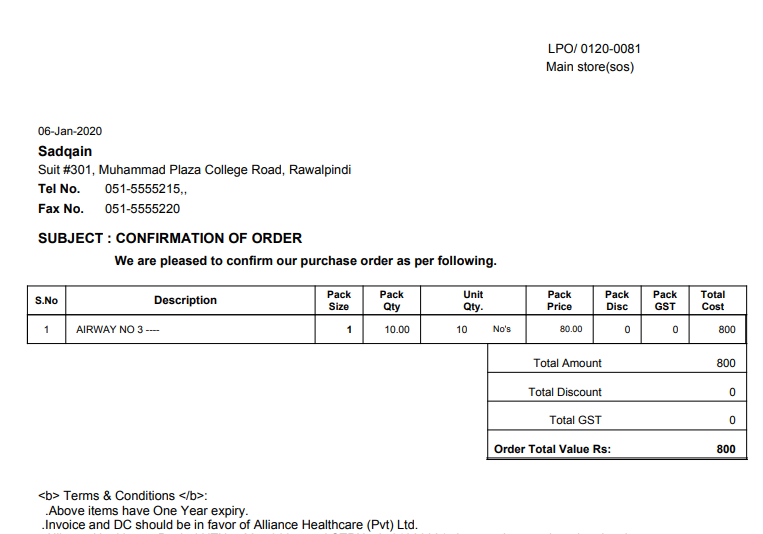 LPO/ 0120-0081
Main store(sos)
06-Jan-2020
Sadqain
Suit #301, Muhammad Plaza College Road, Rawalpindi
Tel No. 051-5555215,,
Fax No. 051-5555220
SUBJECT : CONFIRMATION OF ORDER
We are pleased to confirm our purchase order as per following.
S.No Description Pack Size Pack Qty Unit Qty. Pack Price Pack Disc Pack GST Total Cost
1 AIRWAY NO 3 ---- 1 10.00 10 No's 80.00 0 0 800
Total Amount 800
Total Discount 0
Total GST 0
Order Total Value Rs: 800
<b> Terms & Conditions </b>:
.Above items have One Year expiry.
.Invoice and DC should be in favor of Alliance Healthcare (Pvt) Ltd.